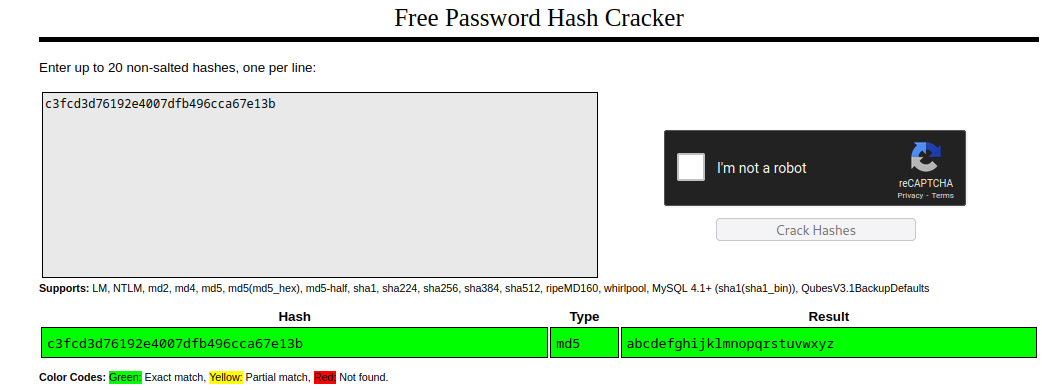 Free Password Hash Cracker
Enter up to 20 non-salted hashes, one per line:
c3fcd3d76192e4007dfb496cca67e13b
I'm not a robot
reCAPTCHA
Privacy - Terms
Crack Hashes
Supports: LM, NTLM, md2, md4, md5, md5(md5_hex), md5-half, sha1, sha224, sha256, sha384, sha512, ripeMD160, whirlpool, MySQL 4.1+ (sha1(sha1_bin)), QubesV3.1BackupDefaults
Hash Type Result
c3fcd3d76192e4007dfb496cca67e13b md5 abcdefghijklmnopqrstuvwxyz
Color Codes: Green: Exact match, Yellow: Partial match, Red: Not found.